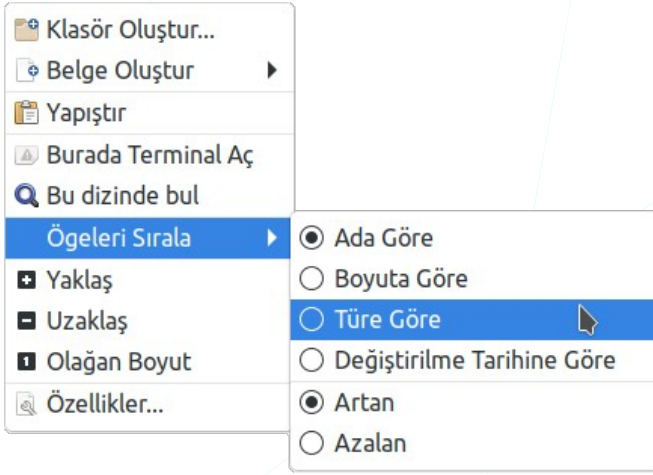 Klasör Oluştur...
Belge Oluştur
Yapıştır
Burada Terminal Aç
Bu dizinde bul
Ögeleri Sırala
Yaklaş
Uzaklaş
Olağan Boyut
Özellikler...
Ada Göre
Boyuta Göre
Türe Göre
Değiştirilme Tarihine Göre
Artan
Azalan